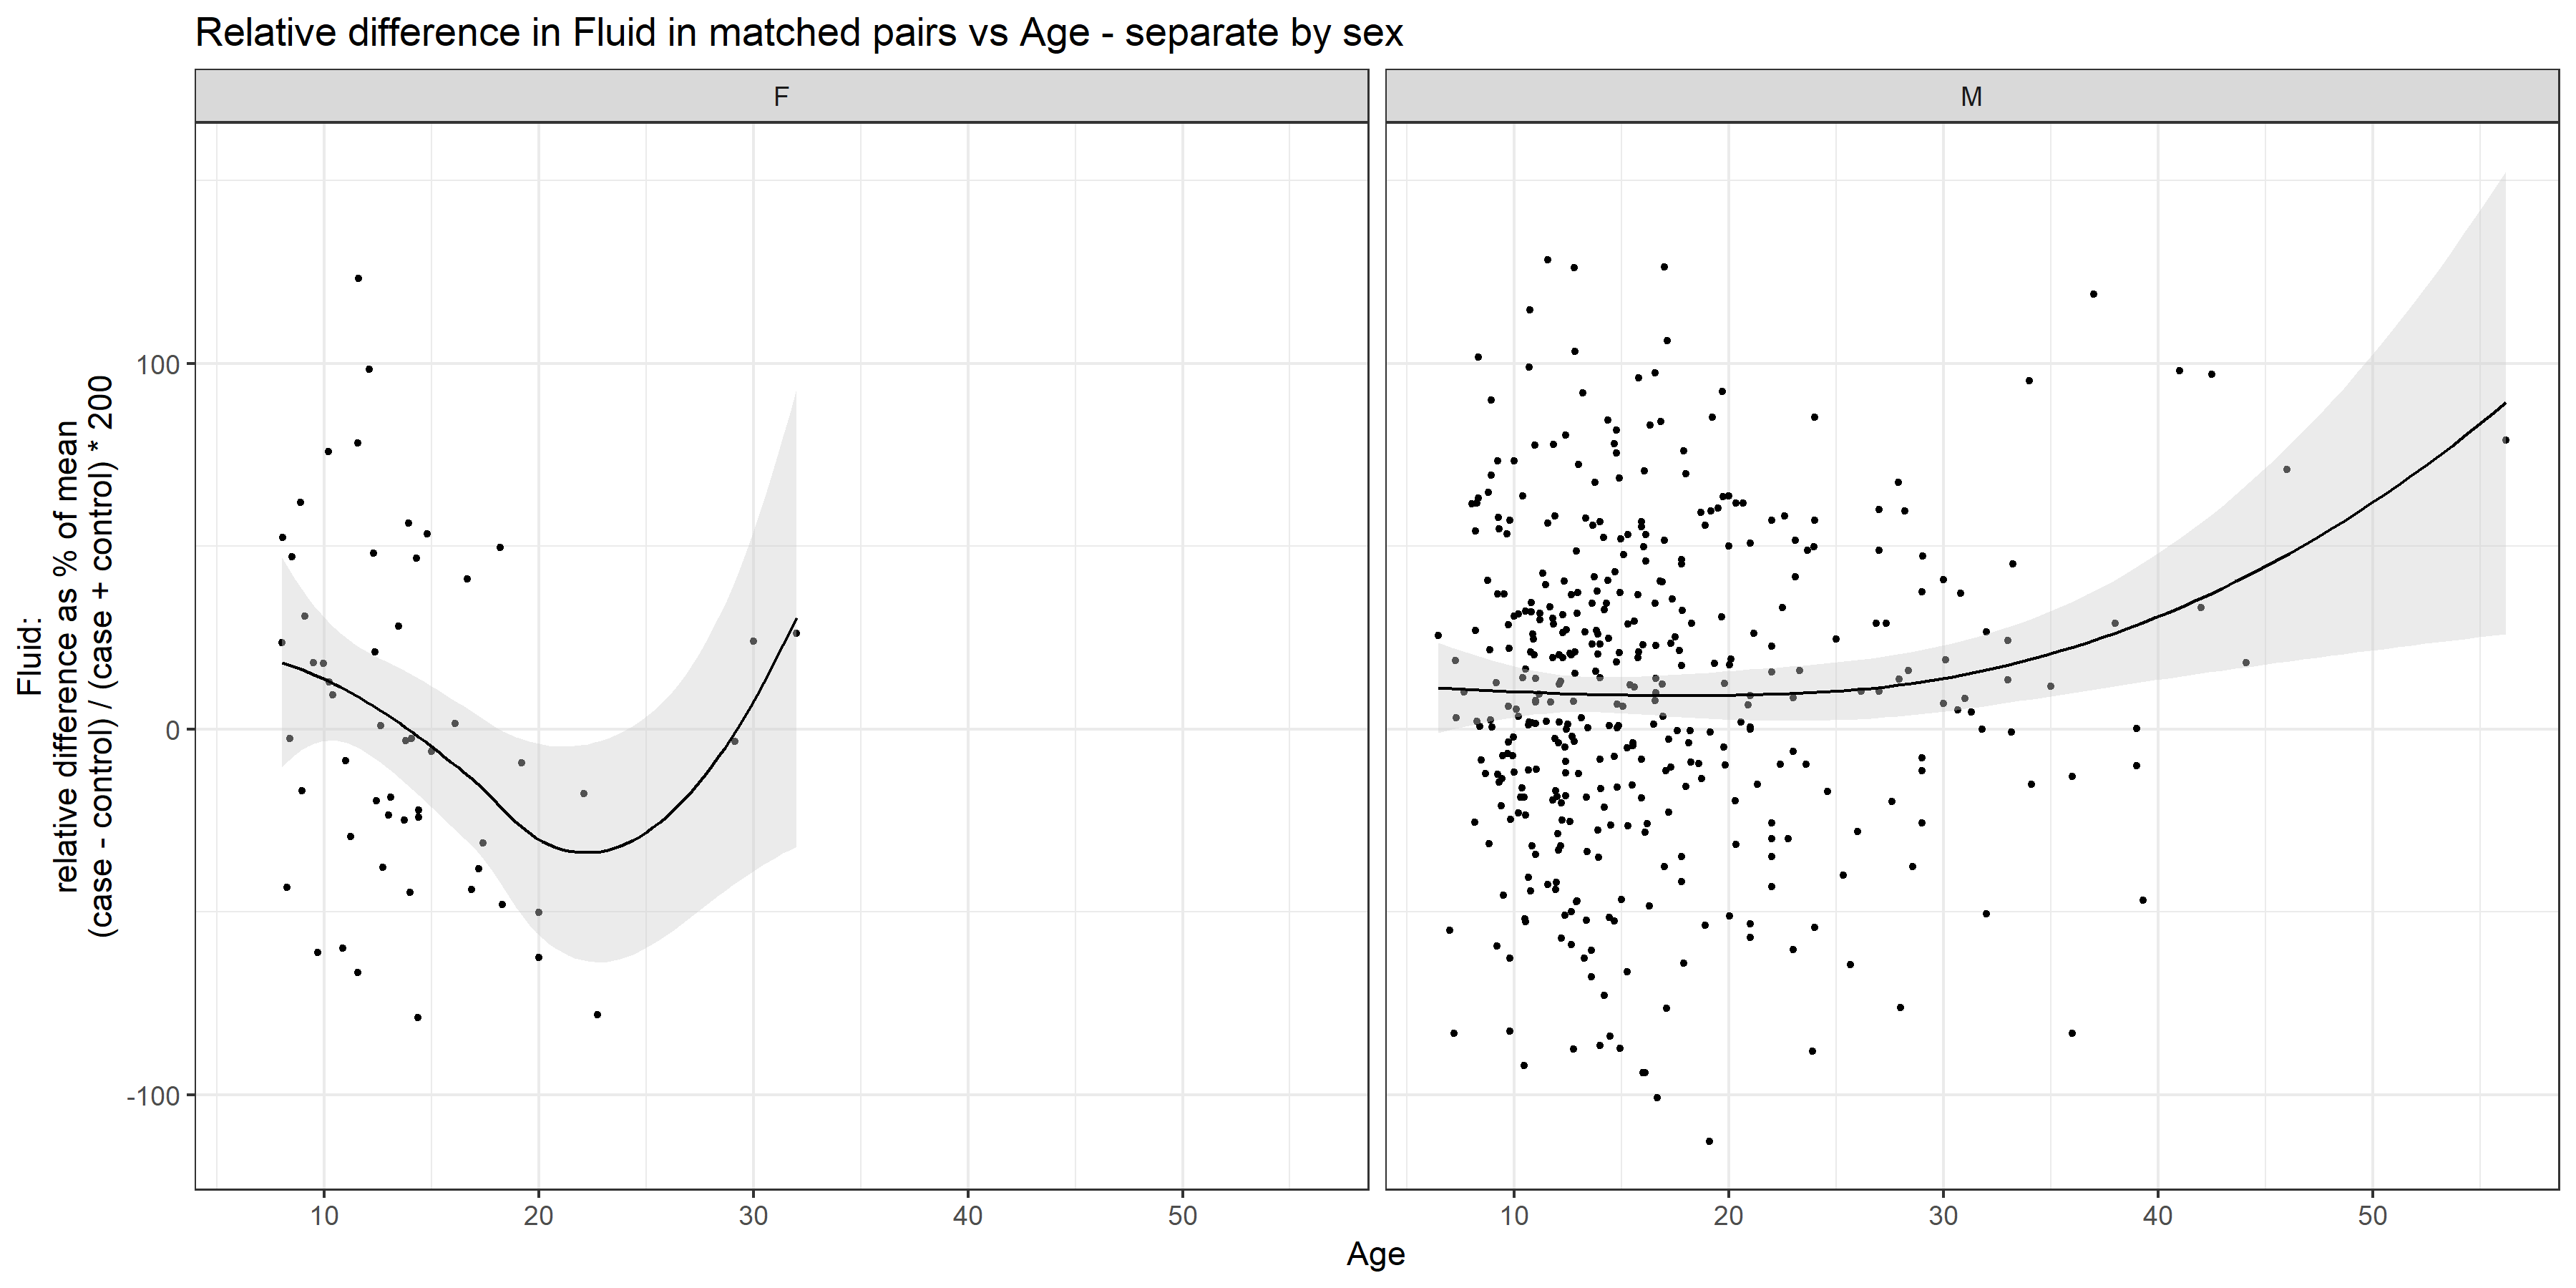 Relative difference in Fluid in matched pairs vs Age - separate by sex
F
M
Fluid:
relative difference as % of mean
(case - control) / (case + control) * 200
100
0
-100
10 20 30 40 50
10 20 30 40 50
Age